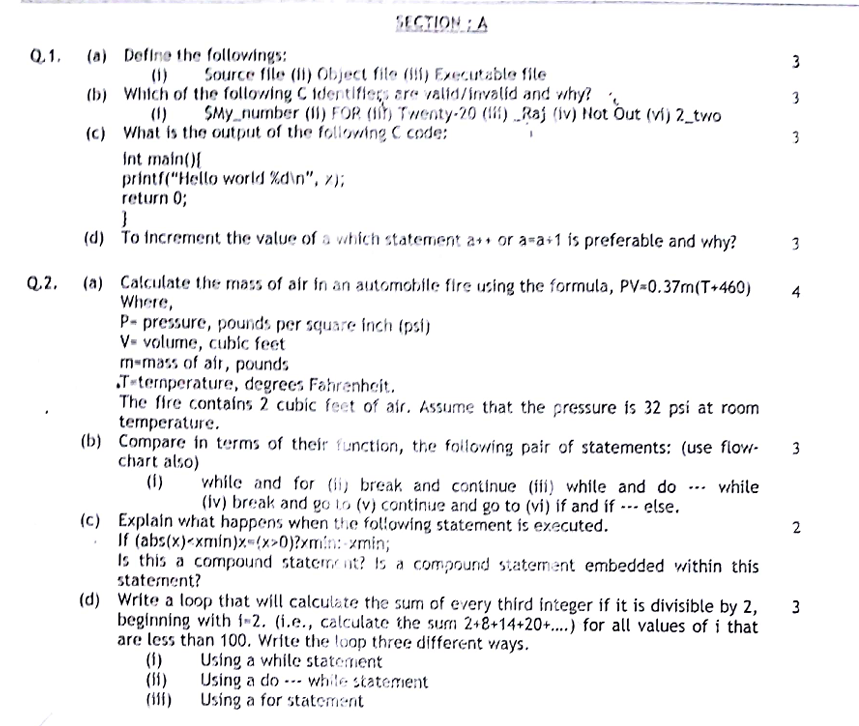 SECTION : A
Q.1. (a) Define the followings: 3
(i) Source file (ii) Object file (iii) Executable file
(b) Which of the following C identifiers are valid/invalid and why? 3
(i) $My_number (ii) FOR (iii) Twenty-20 (iii) _Raj (iv) Not Out (vi) 2_two
(c) What is the output of the following C code: 3
int main(){
printf("Hello world %d\n", x);
return 0;
}
(d) To increment the value of a which statement a++ or a=a+1 is preferable and why? 3
Q.2. (a) Calculate the mass of air in an automobile fire using the formula, PV=0.37m(T+460) 4
Where,
P- pressure, pounds per square inch (psi)
V= volume, cubic feet
m=mass of air, pounds
T=temperature, degrees Fahrenheit.
The fire contains 2 cubic feet of air. Assume that the pressure is 32 psi at room
temperature.
(b) Compare in terms of their function, the following pair of statements: (use flow- 3
chart also)
(i) while and for (ii) break and continue (iii) while and do --- while
(iv) break and go to (v) continue and go to (vi) if and if --- else.
(c) Explain what happens when the following statement is executed. 2
If (abs(x)<xmin)x=(x>0)?xmin:-xmin;
Is this a compound statement? Is a compound statement embedded within this
statement?
(d) Write a loop that will calculate the sum of every third integer if it is divisible by 2, 3
beginning with i=2. (i.e., calculate the sum 2+8+14+20+....) for all values of i that
are less than 100. Write the loop three different ways.
(i) Using a while statement
(ii) Using a do --- while statement
(iii) Using a for statement